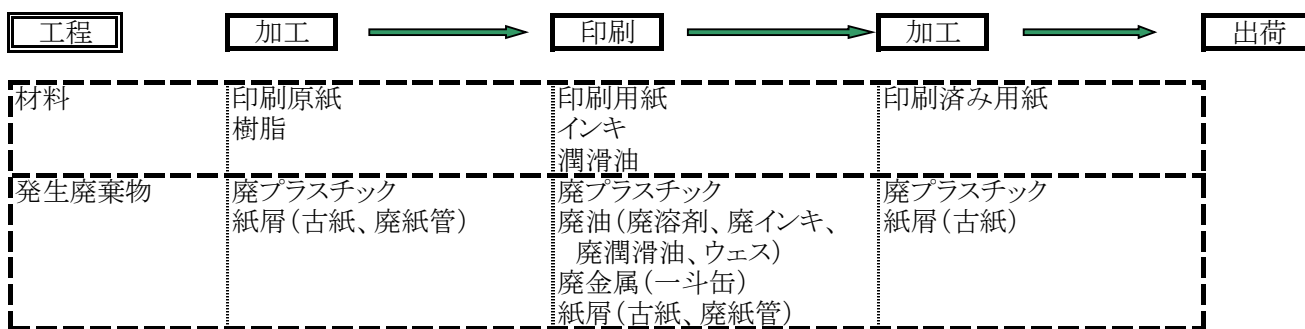 工程 加工 印刷 加工 出荷
材料 印刷原紙 印刷用紙 印刷済み用紙
樹脂 インキ
潤滑油
発生廃棄物 廃プラスチック 廃プラスチック 廃プラスチック
紙屑(古紙、廃紙管) 廃油(廃溶剤、廃インキ、 紙屑(古紙)
廃潤滑油、ウェス)
廃金属(一斗缶)
紙屑(古紙、廃紙管)